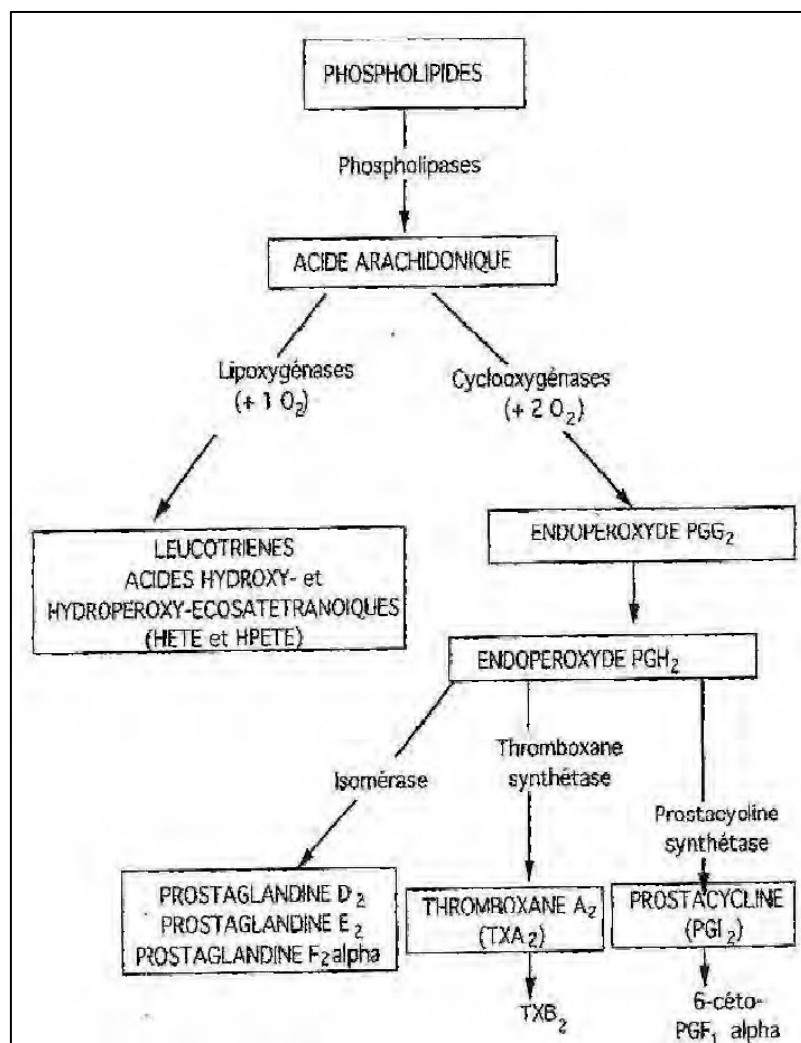 PHOSPHOLIPIDES
Phospholipases
ACIDE ARACHIDONIQUE
Lipoxygénases
(+ 1 O₂)
Cyclooxygénases
(+ 2 O₂)
LEUCOTRIENES
ACIDES HYDROXY- et
HYDROPEROXY-ECOSATETRANOIQUES
(HETE et HPETE)
ENDOPEROXYDE PGG₂
ENDOPEROXYDE PGH₂
Isomérase
Thromboxane
synthétase
Prostacycline
synthétase
PROSTAGLANDINE D₂
PROSTAGLANDINE E₂
PROSTAGLANDINE F₂alpha
THROMBOXANE A₂
(TXA₂)
PROSTACYCLINE
(PGI₂)
TXB₂
6-céto-
PGF₁ alpha